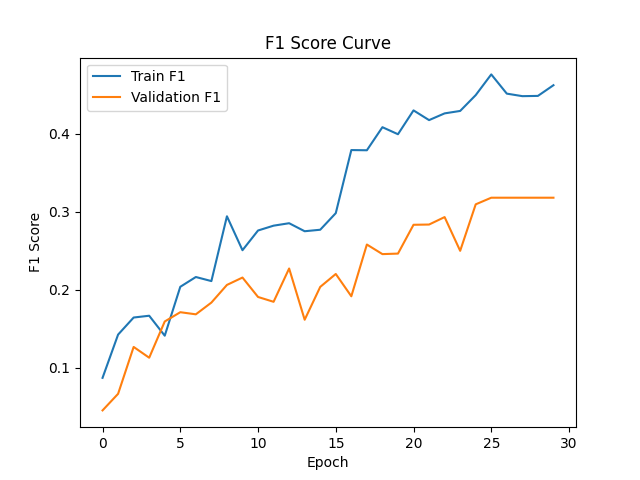 F1 Score Curve
Train F1
Validation F1
F1 Score
0.4
0.3
0.2
0.1
0 5 10 15 20 25 30
Epoch